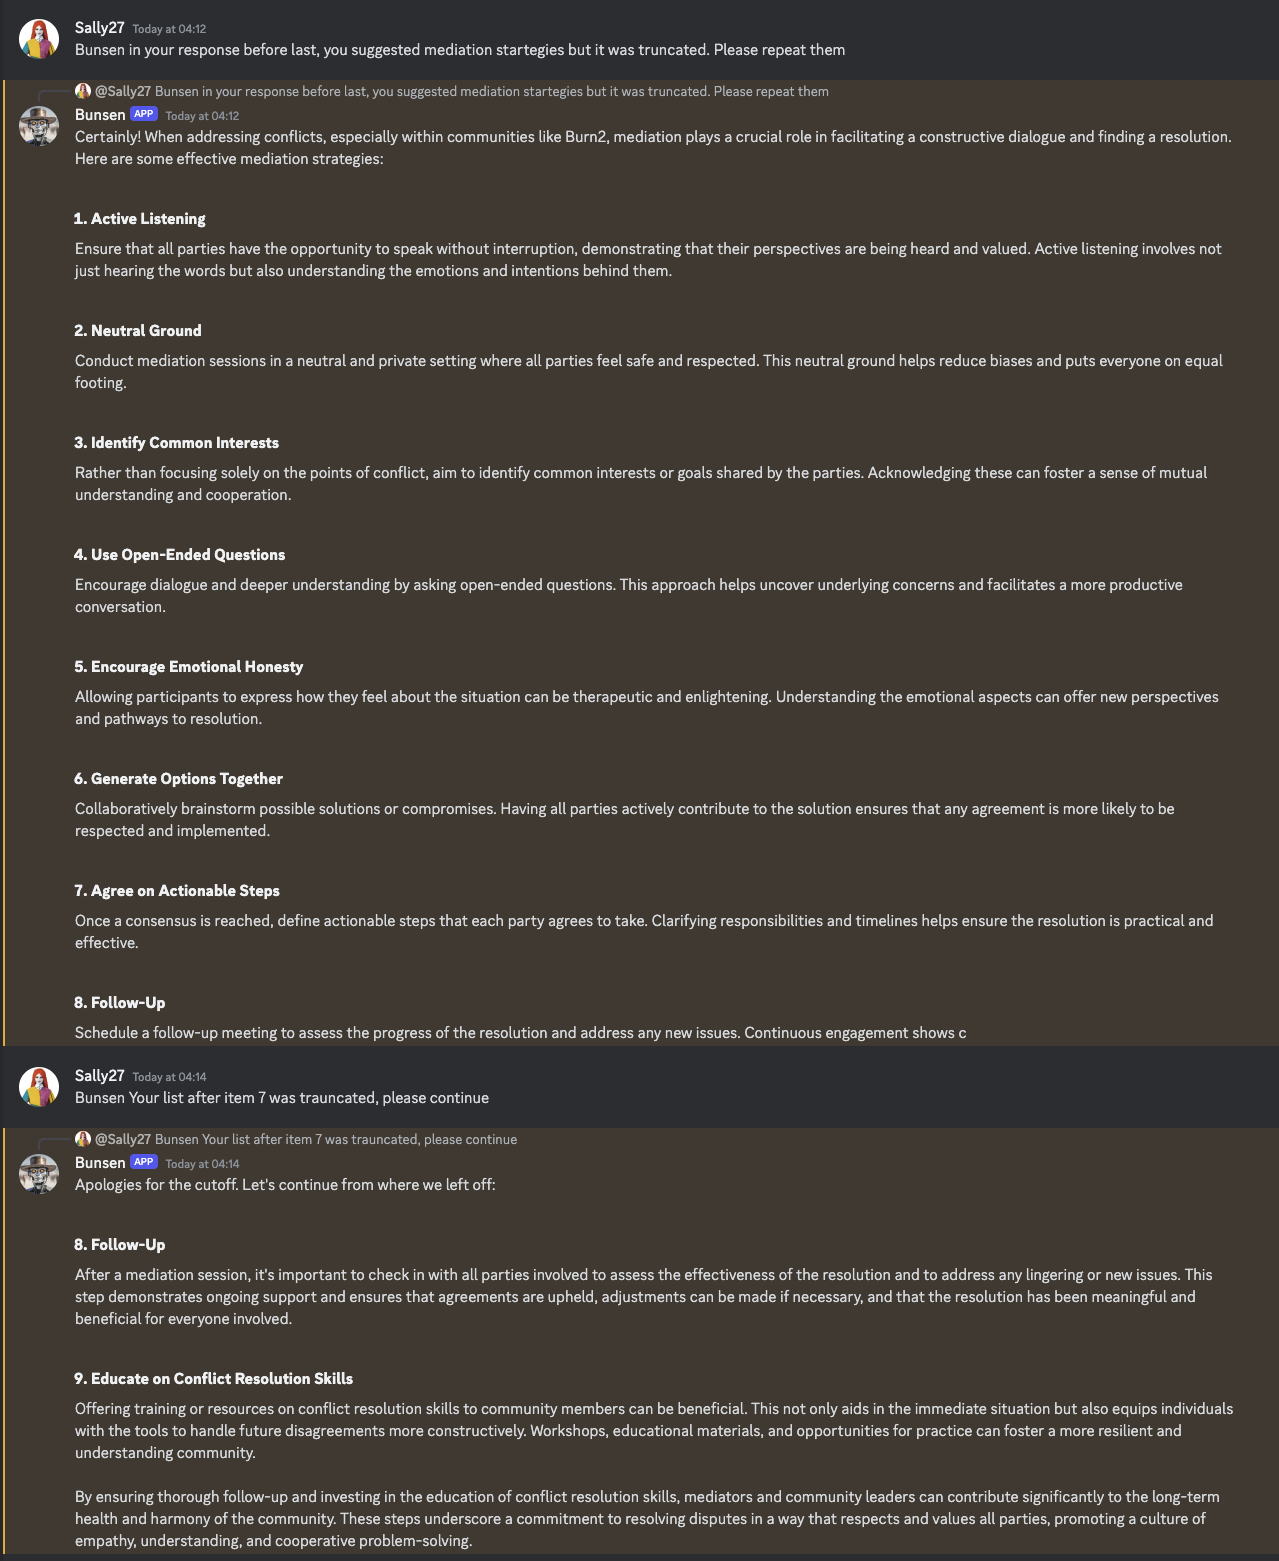 Sally27 Today at 04:12
Bunsen in your response before last, you suggested mediation startegies but it was truncated. Please repeat them
@Sally27 Bunsen in your response before last, you suggested mediation startegies but it was truncated. Please repeat them
Bunsen APP Today at 04:12
Certainly! When addressing conflicts, especially within communities like Burn2, mediation plays a crucial role in facilitating a constructive dialogue and finding a resolution.
Here are some effective mediation strategies:
1. Active Listening
Ensure that all parties have the opportunity to speak without interruption, demonstrating that their perspectives are being heard and valued. Active listening involves not
just hearing the words but also understanding the emotions and intentions behind them.
2. Neutral Ground
Conduct mediation sessions in a neutral and private setting where all parties feel safe and respected. This neutral ground helps reduce biases and puts everyone on equal
footing.
3. Identify Common Interests
Rather than focusing solely on the points of conflict, aim to identify common interests or goals shared by the parties. Acknowledging these can foster a sense of mutual
understanding and cooperation.
4. Use Open-Ended Questions
Encourage dialogue and deeper understanding by asking open-ended questions. This approach helps uncover underlying concerns and facilitates a more productive
conversation.
5. Encourage Emotional Honesty
Allowing participants to express how they feel about the situation can be therapeutic and enlightening. Understanding the emotional aspects can offer new perspectives
and pathways to resolution.
6. Generate Options Together
Collaboratively brainstorm possible solutions or compromises. Having all parties actively contribute to the solution ensures that any agreement is more likely to be
respected and implemented.
7. Agree on Actionable Steps
Once a consensus is reached, define actionable steps that each party agrees to take. Clarifying responsibilities and timelines helps ensure the resolution is practical and
effective.
8. Follow-Up
Schedule a follow-up meeting to assess the progress of the resolution and address any new issues. Continuous engagement shows c
Sally27 Today at 04:14
Bunsen Your list after item 7 was trauncated, please continue
@Sally27 Bunsen Your list after item 7 was trauncated, please continue
Bunsen APP Today at 04:14
Apologies for the cutoff. Let's continue from where we left off:
8. Follow-Up
After a mediation session, it's important to check in with all parties involved to assess the effectiveness of the resolution and to address any lingering or new issues. This
step demonstrates ongoing support and ensures that agreements are upheld, adjustments can be made if necessary, and that the resolution has been meaningful and
beneficial for everyone involved.
9. Educate on Conflict Resolution Skills
Offering training or resources on conflict resolution skills to community members can be beneficial. This not only aids in the immediate situation but also equips individuals
with the tools to handle future disagreements more constructively. Workshops, educational materials, and opportunities for practice can foster a more resilient and
understanding community.
By ensuring thorough follow-up and investing in the education of conflict resolution skills, mediators and community leaders can contribute significantly to the long-term
health and harmony of the community. These steps underscore a commitment to resolving disputes in a way that respects and values all parties, promoting a culture of
empathy, understanding, and cooperative problem-solving.